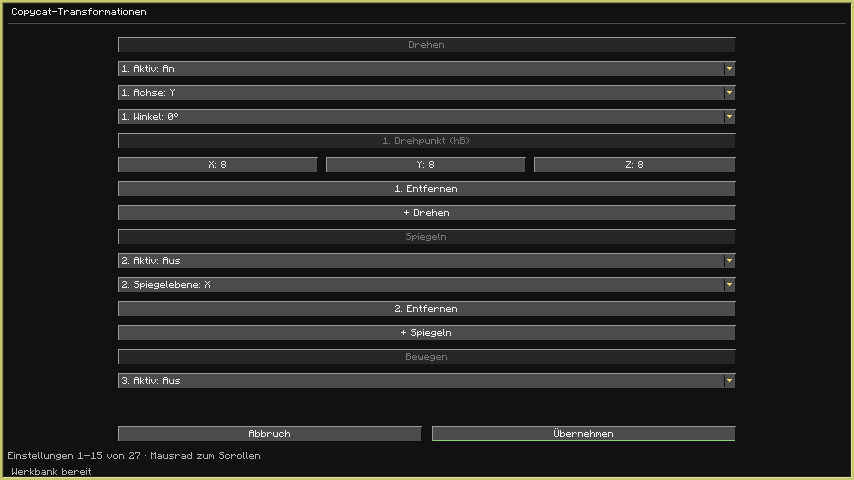 Copycat-Transformationen
Drehen
1. Aktiv: An
1. Achse: Y
1. Winkel: 0°
1. Drehpunkt (hB)
X: 8 Y: 8 Z: 8
1. Entfernen
+ Drehen
Spiegeln
2. Aktiv: Aus
2. Spiegelebene: X
2. Entfernen
+ Spiegeln
Bewegen
3. Aktiv: Aus
Abbruch Übernehmen
Einstellungen 1–15 von 27 · Mausrad zum Scrollen
Werkbank bereit